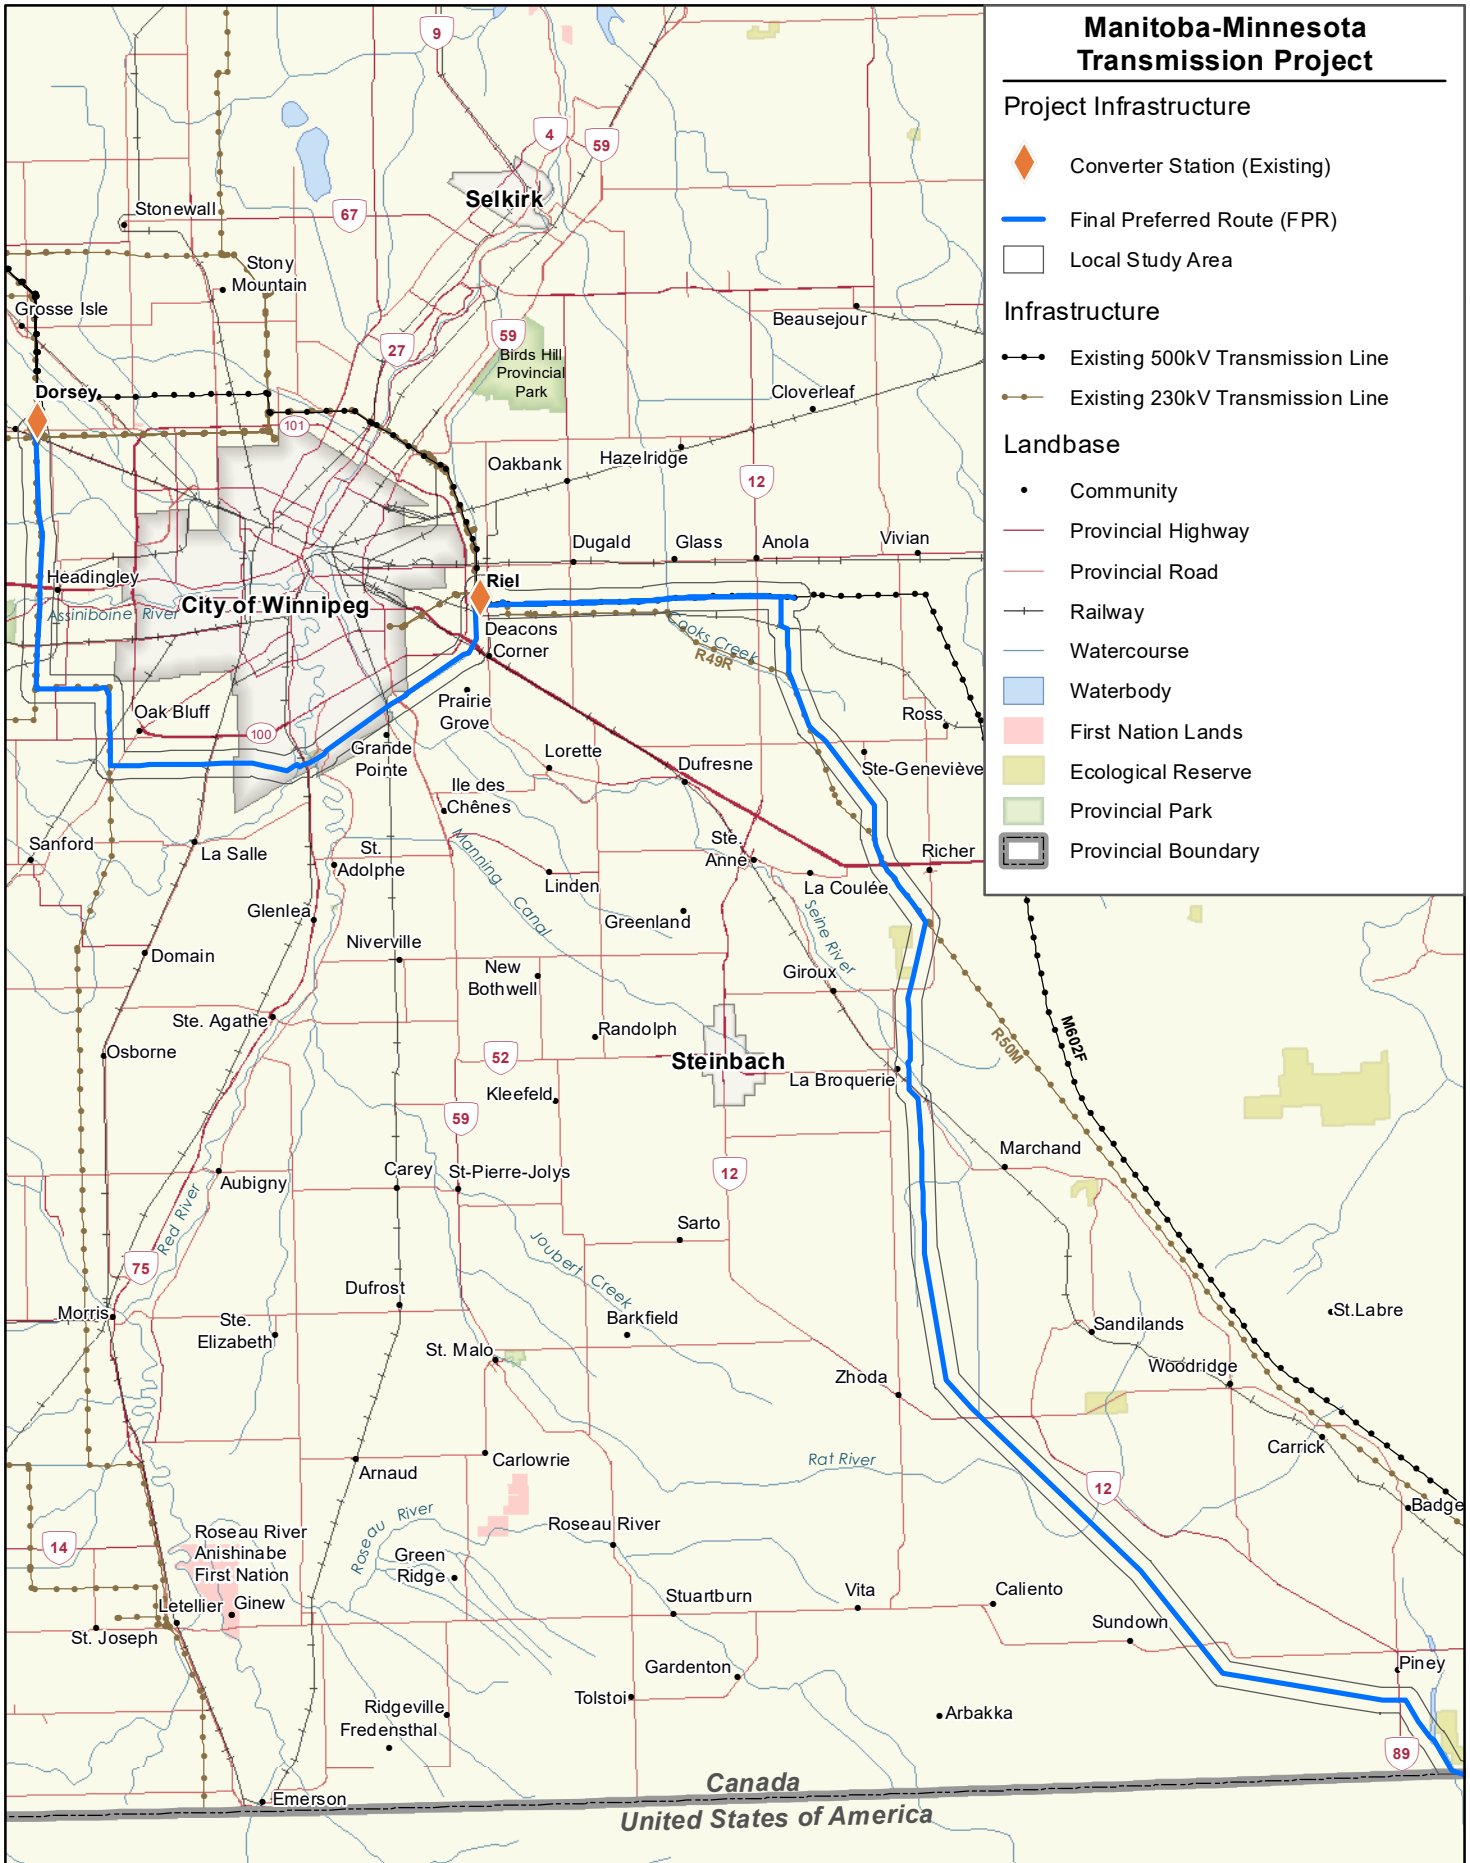 Manitoba-Minnesota
Transmission Project
Project Infrastructure
Converter Station (Existing)
Final Preferred Route (FPR)
Local Study Area
Infrastructure
Existing 500kV Transmission Line
Existing 230kV Transmission Line
Landbase
Community
Provincial Highway
Provincial Road
Railway
Watercourse
Waterbody
First Nation Lands
Ecological Reserve
Provincial Park
Provincial Boundary
9
4
59
Selkirk
Stonewall
67
Stony
Mountain
Grosse Isle
Beausejour
27
59
Birds Hill
Provincial
Park
Dorsey
Cloverleaf
101
Oakbank
Hazelridge
12
Dugald
Glass
Anola
Vivian
Headingley
Riel
City of Winnipeg
Assiniboine River
Deacons
Corner
Cooks Creek
R49R
Prairie
Grove
Oak Bluff
100
Ross
Grande
Pointe
Lorette
Dufresne
Ste-Geneviève
Ile des
Chênes
Sanford
La Salle
St.
Adolphe
Manning Canal
Ste.
Anne
Richer
Linden
La Coulée
Glenlea
Greenland
Seine River
Niverville
Domain
New
Bothwell
Giroux
Ste. Agathe
Randolph
M602F
R50M
Osborne
52
Steinbach
La Broquerie
Kleefeld
59
Marchand
12
Carey
St-Pierre-Jolys
Aubigny
Red River
Sarto
Joubert Creek
75
Dufrost
Morris
Ste.
Elizabeth
Barkfield
St.Labre
Sandilands
St. Malo
Woodridge
Zhoda
Carrick
Carlowrie
Rat River
Arnaud
12
Badge
Roseau River
Roseau River
Anishinabe
First Nation
14
Roseau River
Green
Ridge
Letellier
Ginew
Stuartburn
Vita
Caliento
St. Joseph
Sundown
Gardenton
Piney
Tolstoi
Ridgeville
Fredensthal
Arbakka
89
Emerson
Canada
United States of America